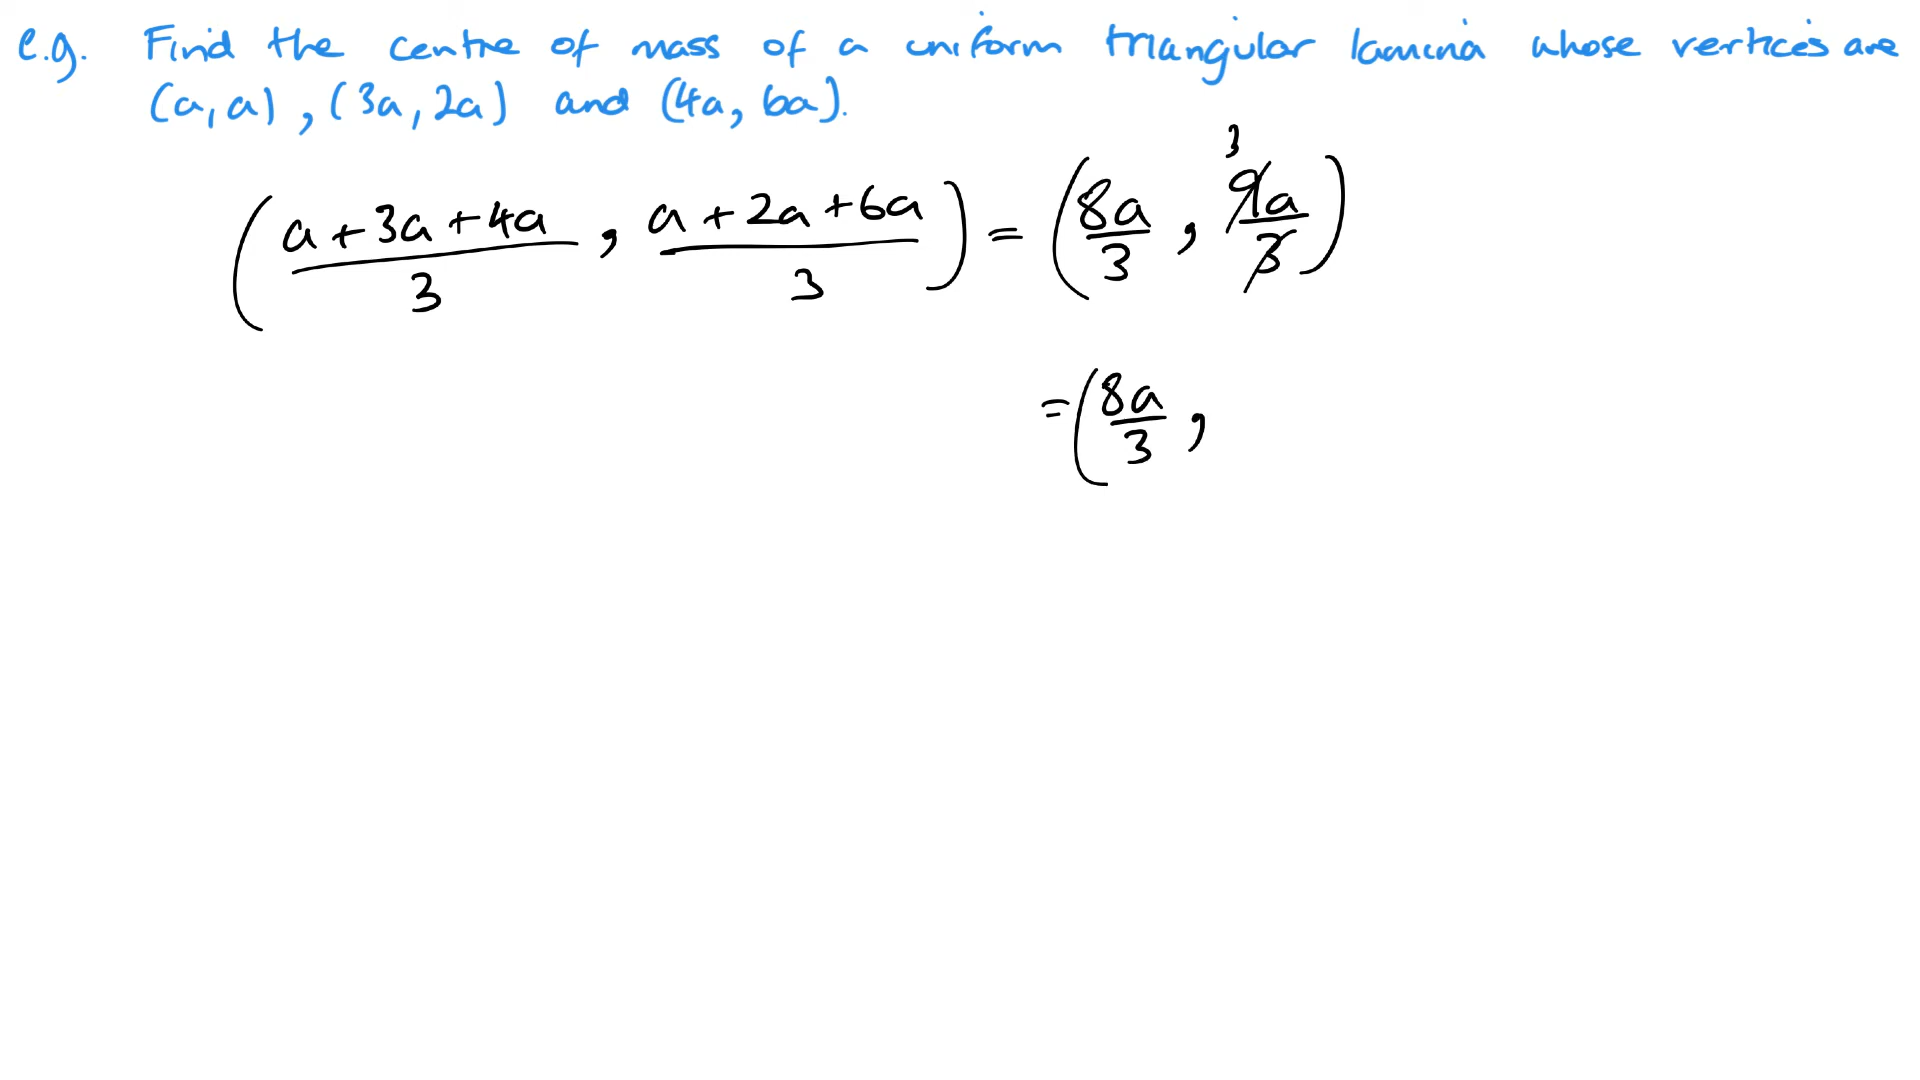 e.g. Find the centre of mass of a uniform triangular lamina whose vertices are
(a, a), (3a, 2a) and (4a, 6a).
((a + 3a + 4a)/3, (a + 2a + 6a)/3) = (8a/3, 3 9a/3)
= (8a/3,